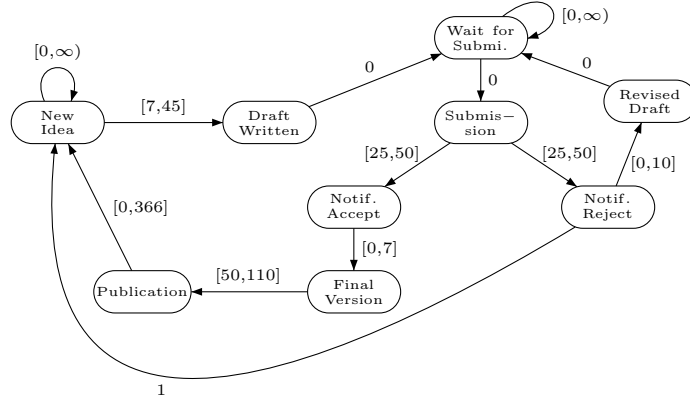 [0,∞)
Wait for
Submi.
[0,∞)
0
0
0
New
Idea
[7,45]
Draft
Written
Submis−
sion
Revised
Draft
[25,50]
[25,50]
[0,10]
Notif.
Accept
Notif.
Reject
[0,366]
[0,7]
Publication
[50,110]
Final
Version
1